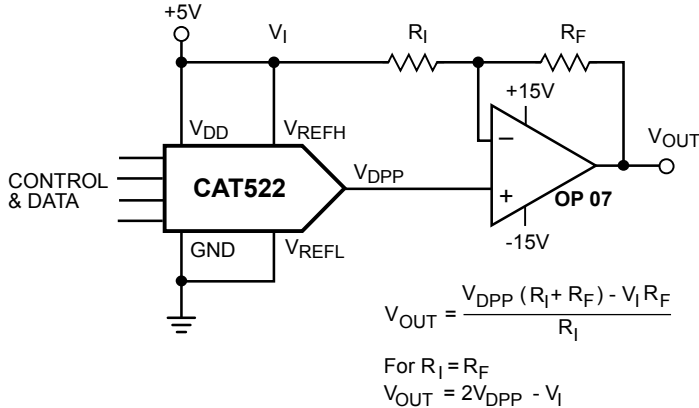 +5V
V_I
R_I
R_F
+15V
V_DD
V_REFH
V_OUT
–
CONTROL
& DATA
CAT522
V_DPP
+
OP 07
GND
V_REFL
-15V
V_OUT = V_DPP (R_I + R_F) - V_I R_F / R_I
For R_I = R_F
V_OUT = 2V_DPP - V_I